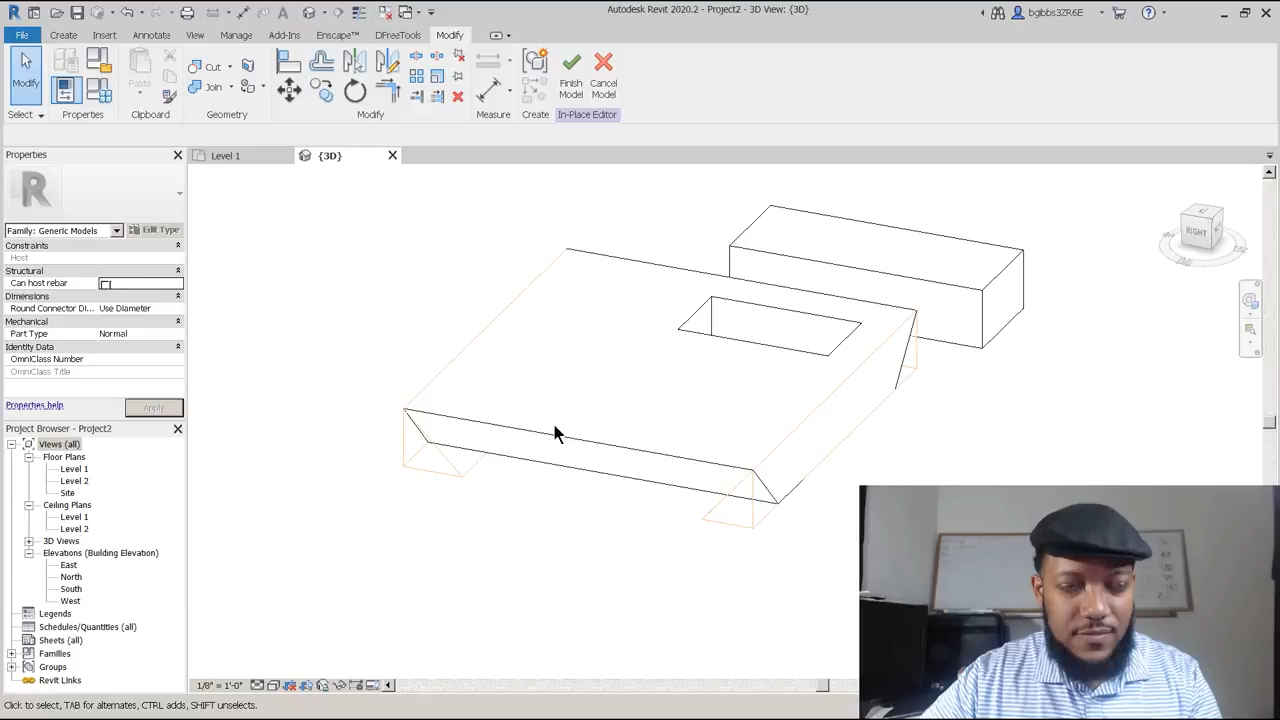 Autodesk Revit 2020.2 - Project2 - 3D View: {3D}
bgibbs3ZR6E
File Create Insert Annotate View Manage Add-Ins Enscape™ DFreeTools Modify
Modify
Paste
Cut
Join
Finish Model
Cancel Model
Select Properties Clipboard Geometry Modify Measure Create In-Place Editor
Properties
Level 1
{3D}
RIGHT
Family: Generic Models
Edit Type
Constraints
Host
Structural
Can host rebar
Dimensions
Round Connector Di... Use Diameter
Mechanical
Part Type Normal
Identity Data
OmniClass Number
OmniClass Title
Properties help
Apply
Project Browser - Project2
Views (all)
Floor Plans
Level 1
Level 2
Site
Ceiling Plans
Level 1
Level 2
3D Views
Elevations (Building Elevation)
East
North
South
West
Legends
Schedules/Quantities (all)
Sheets (all)
Families
Groups
Revit Links
1/8" = 1'-0"
Click to select, TAB for alternates, CTRL adds, SHIFT unselects.